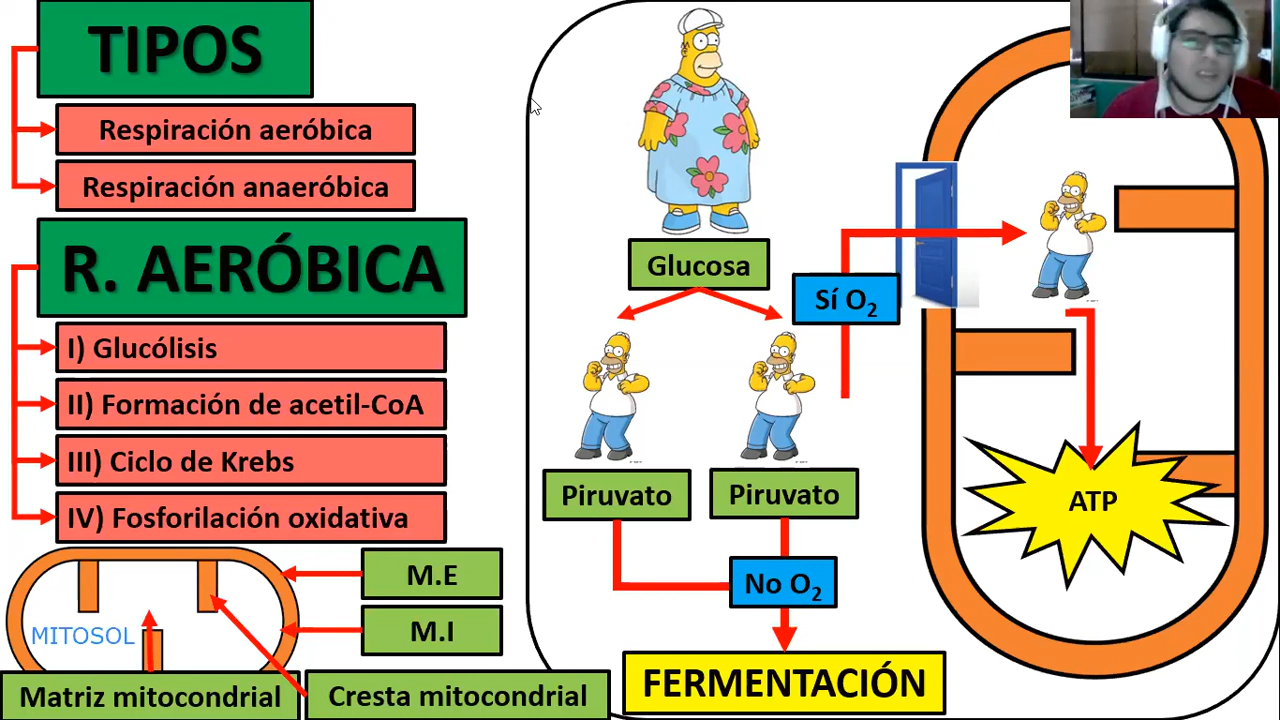 TIPOS
Respiración aeróbica
Respiración anaeróbica
R. AERÓBICA
I) Glucólisis
II) Formación de acetil-CoA
III) Ciclo de Krebs
IV) Fosforilación oxidativa
M.E
M.I
MITOSOL
Matriz mitocondrial
Cresta mitocondrial
Glucosa
Sí O₂
Piruvato
Piruvato
No O₂
FERMENTACIÓN
ATP